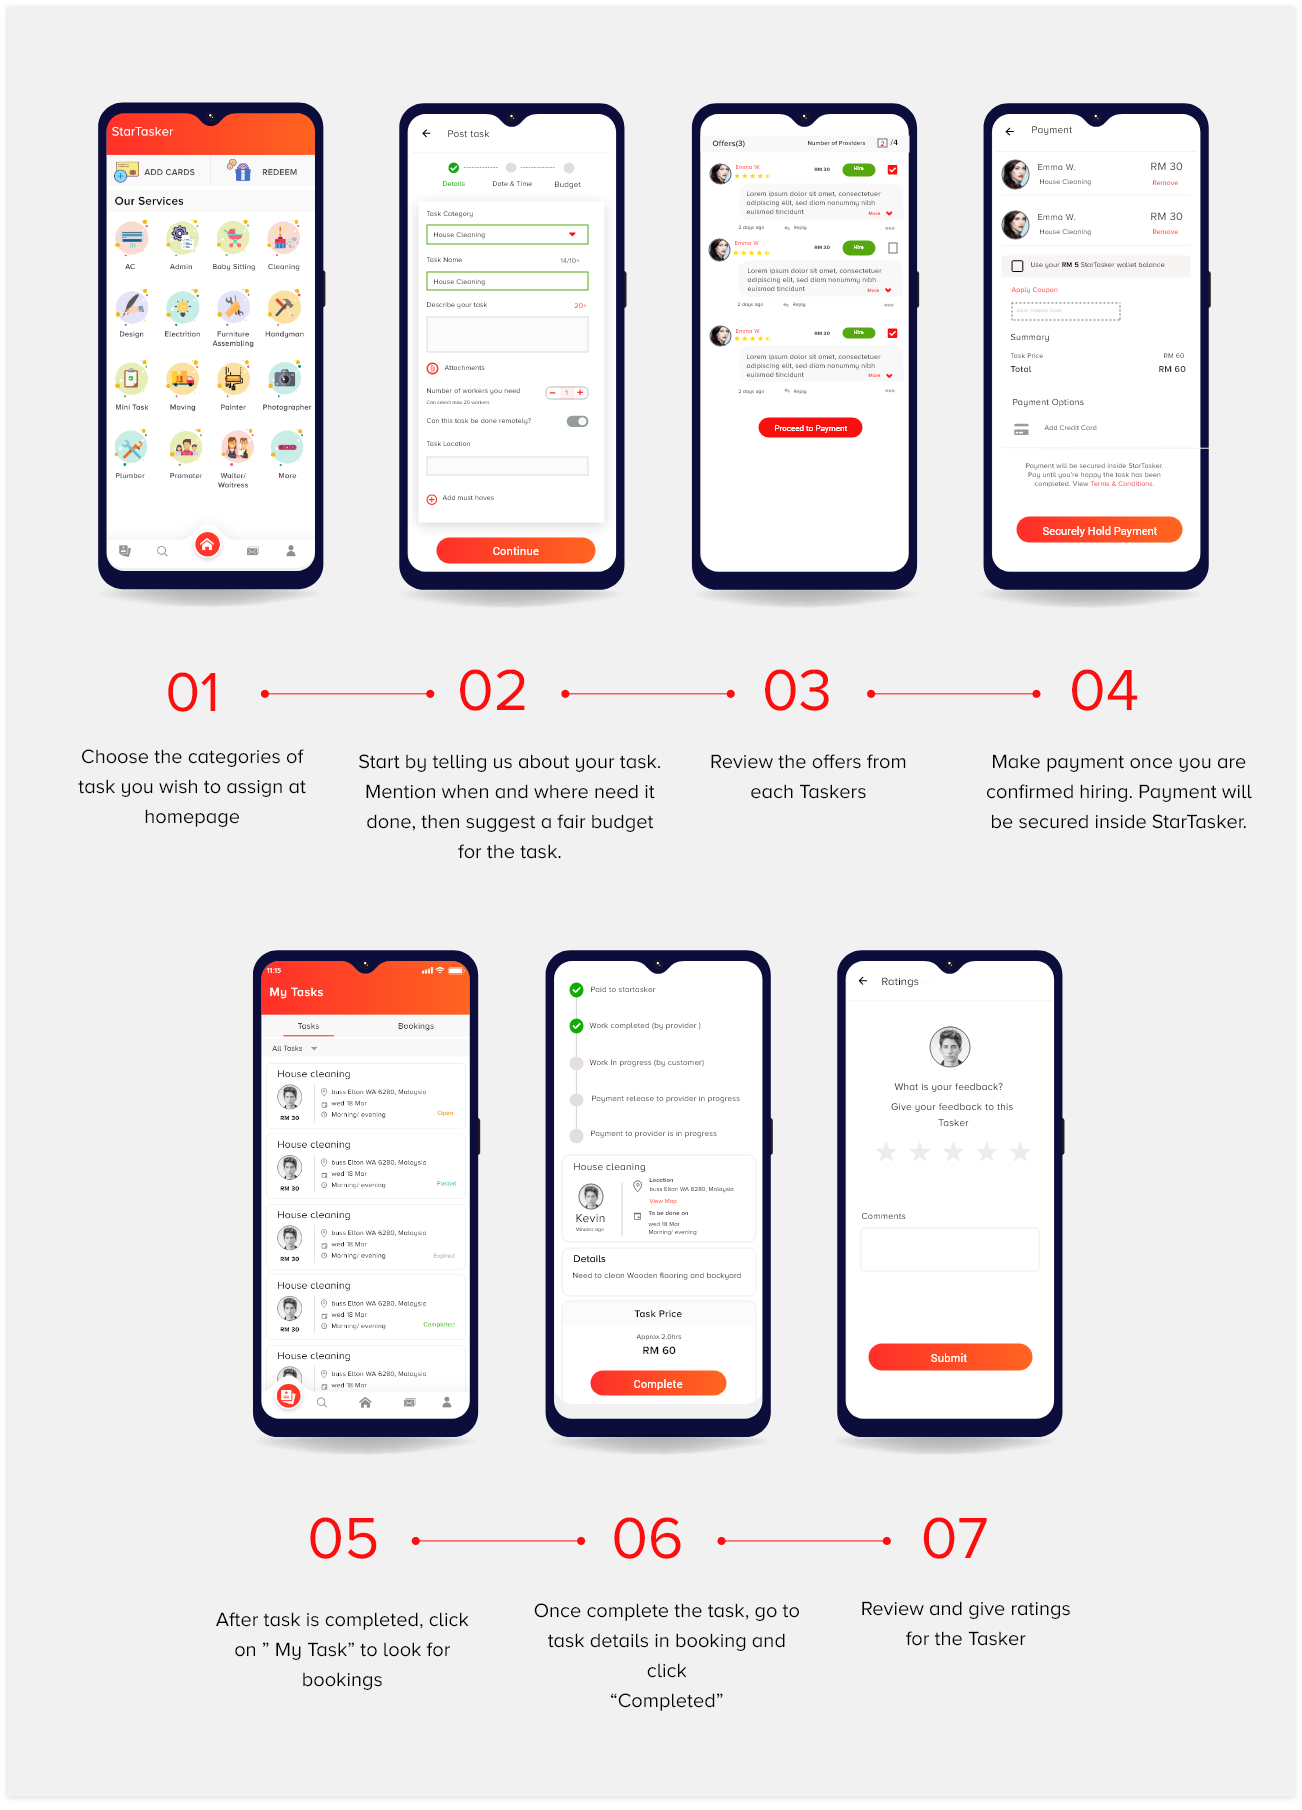 StarTasker
ADD CARDS
REDEEM
Our Services
AC
Admin
Baby Sitting
Cleaning
Design
Electrition
Furniture
Assembling
Handyman
Mini Task
Moving
Painter
Photographer
Plumber
Promoter
Waiter/
Waitress
More
Post task
Details
Date & Time
Budget
Task Category
House Cleaning
Task Name
14/10+
House Cleaning
Describe your task
20+
Attachments
Number of workers you need
Can select max 20 workers
1
Can this task be done remotely?
Task Location
Add must haves
Continue
Offers(3)
Number of Providers
2 /4
Emma W.
RM 30
Hire
Lorem ipsum dolor sit amet, consectetuer
adipiscing elit, sed diam nonummy nibh
euismod tincidunt
More
2 days ago
Reply
Emma W.
RM 30
Hire
Lorem ipsum dolor sit amet, consectetuer
adipiscing elit, sed diam nonummy nibh
euismod tincidunt
More
2 days ago
Reply
Emma W.
RM 30
Hire
Lorem ipsum dolor sit amet, consectetuer
adipiscing elit, sed diam nonummy nibh
euismod tincidunt
More
2 days ago
Reply
Proceed to Payment
Payment
Emma W.
RM 30
House Cleaning
Remove
Emma W.
RM 30
House Cleaning
Remove
Use your RM 5 StarTasker wallet balance
Apply Coupon
Enter Coupon Code
Summary
Task Price
RM 60
Total
RM 60
Payment Options
Add Credit Card
Payment will be secured inside StarTasker.
Pay until you're happy the task has been
completed. View Terms & Conditions.
Securely Hold Payment
01
02
03
04
Choose the categories of
task you wish to assign at
homepage
Start by telling us about your task.
Mention when and where need it
done, then suggest a fair budget
for the task.
Review the offers from
each Taskers
Make payment once you are
confirmed hiring. Payment will
be secured inside StarTasker.
11:15
My Tasks
Tasks
Bookings
All Tasks
House cleaning
buss Elton WA 6280, Malaysia
wed 18 Mar
Morning/ evening
RM 30
Open
House cleaning
buss Elton WA 6280, Malaysia
wed 18 Mar
Morning/ evening
RM 30
Posted
House cleaning
buss Elton WA 6280, Malaysia
wed 18 Mar
Morning/ evening
RM 30
Expired
House cleaning
buss Elton WA 6280, Malaysia
wed 18 Mar
Morning/ evening
RM 30
Completed
House cleaning
buss Elton WA 6280, Malaysia
wed 18 Mar
Paid to startasker
Work completed (by provider )
Work In progress (by customer)
Payment release to provider in progress
Payment to provider is in progress
House cleaning
Kevin
Minutes ago
Location
buss Elton WA 6280, Malaysia
View Map
To be done on
wed 18 Mar
Morning/ evening
Details
Need to clean Wooden flooring and backyard
Task Price
Approx 2.0hrs
RM 60
Complete
Ratings
What is your feedback?
Give your feedback to this
Tasker
Comments
Submit
05
06
07
After task is completed, click
on ” My Task” to look for
bookings
Once complete the task, go to
task details in booking and
click
“Completed”
Review and give ratings
for the Tasker